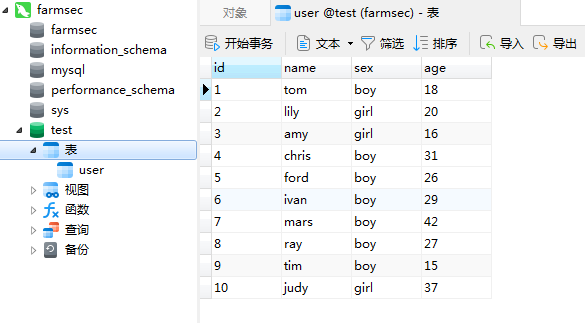 farmsec
farmsec
information_schema
mysql
performance_schema
sys
test
表
user
视图
函数
查询
备份
对象
user @test (farmsec) - 表
开始事务 文本 筛选 排序 导入 导出
id name sex age
1 tom boy 18
2 lily girl 20
3 amy girl 16
4 chris boy 31
5 ford boy 26
6 ivan boy 29
7 mars boy 42
8 ray boy 27
9 tim boy 15
10 judy girl 37